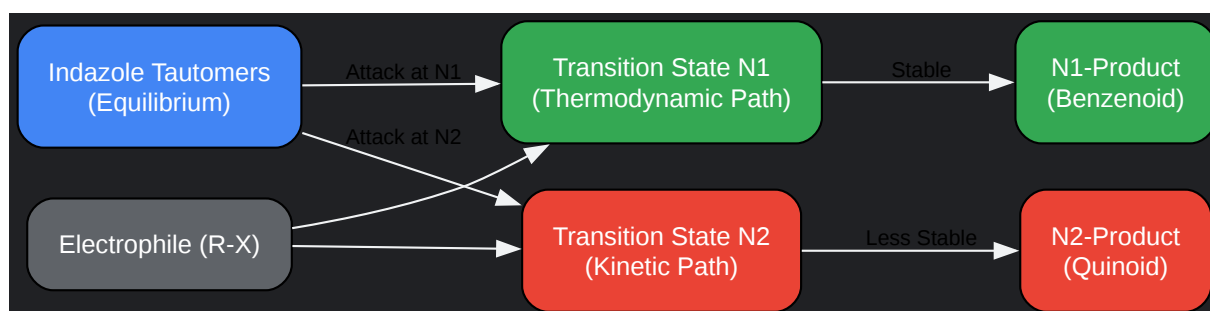 Indazole Tautomers
(Equilibrium)
Attack at N1
Transition State N1
(Thermodynamic Path)
Stable
N1-Product
(Benzenoid)
Attack at N2
Electrophile (R-X)
Transition State N2
(Kinetic Path)
Less Stable
N2-Product
(Quinoid)